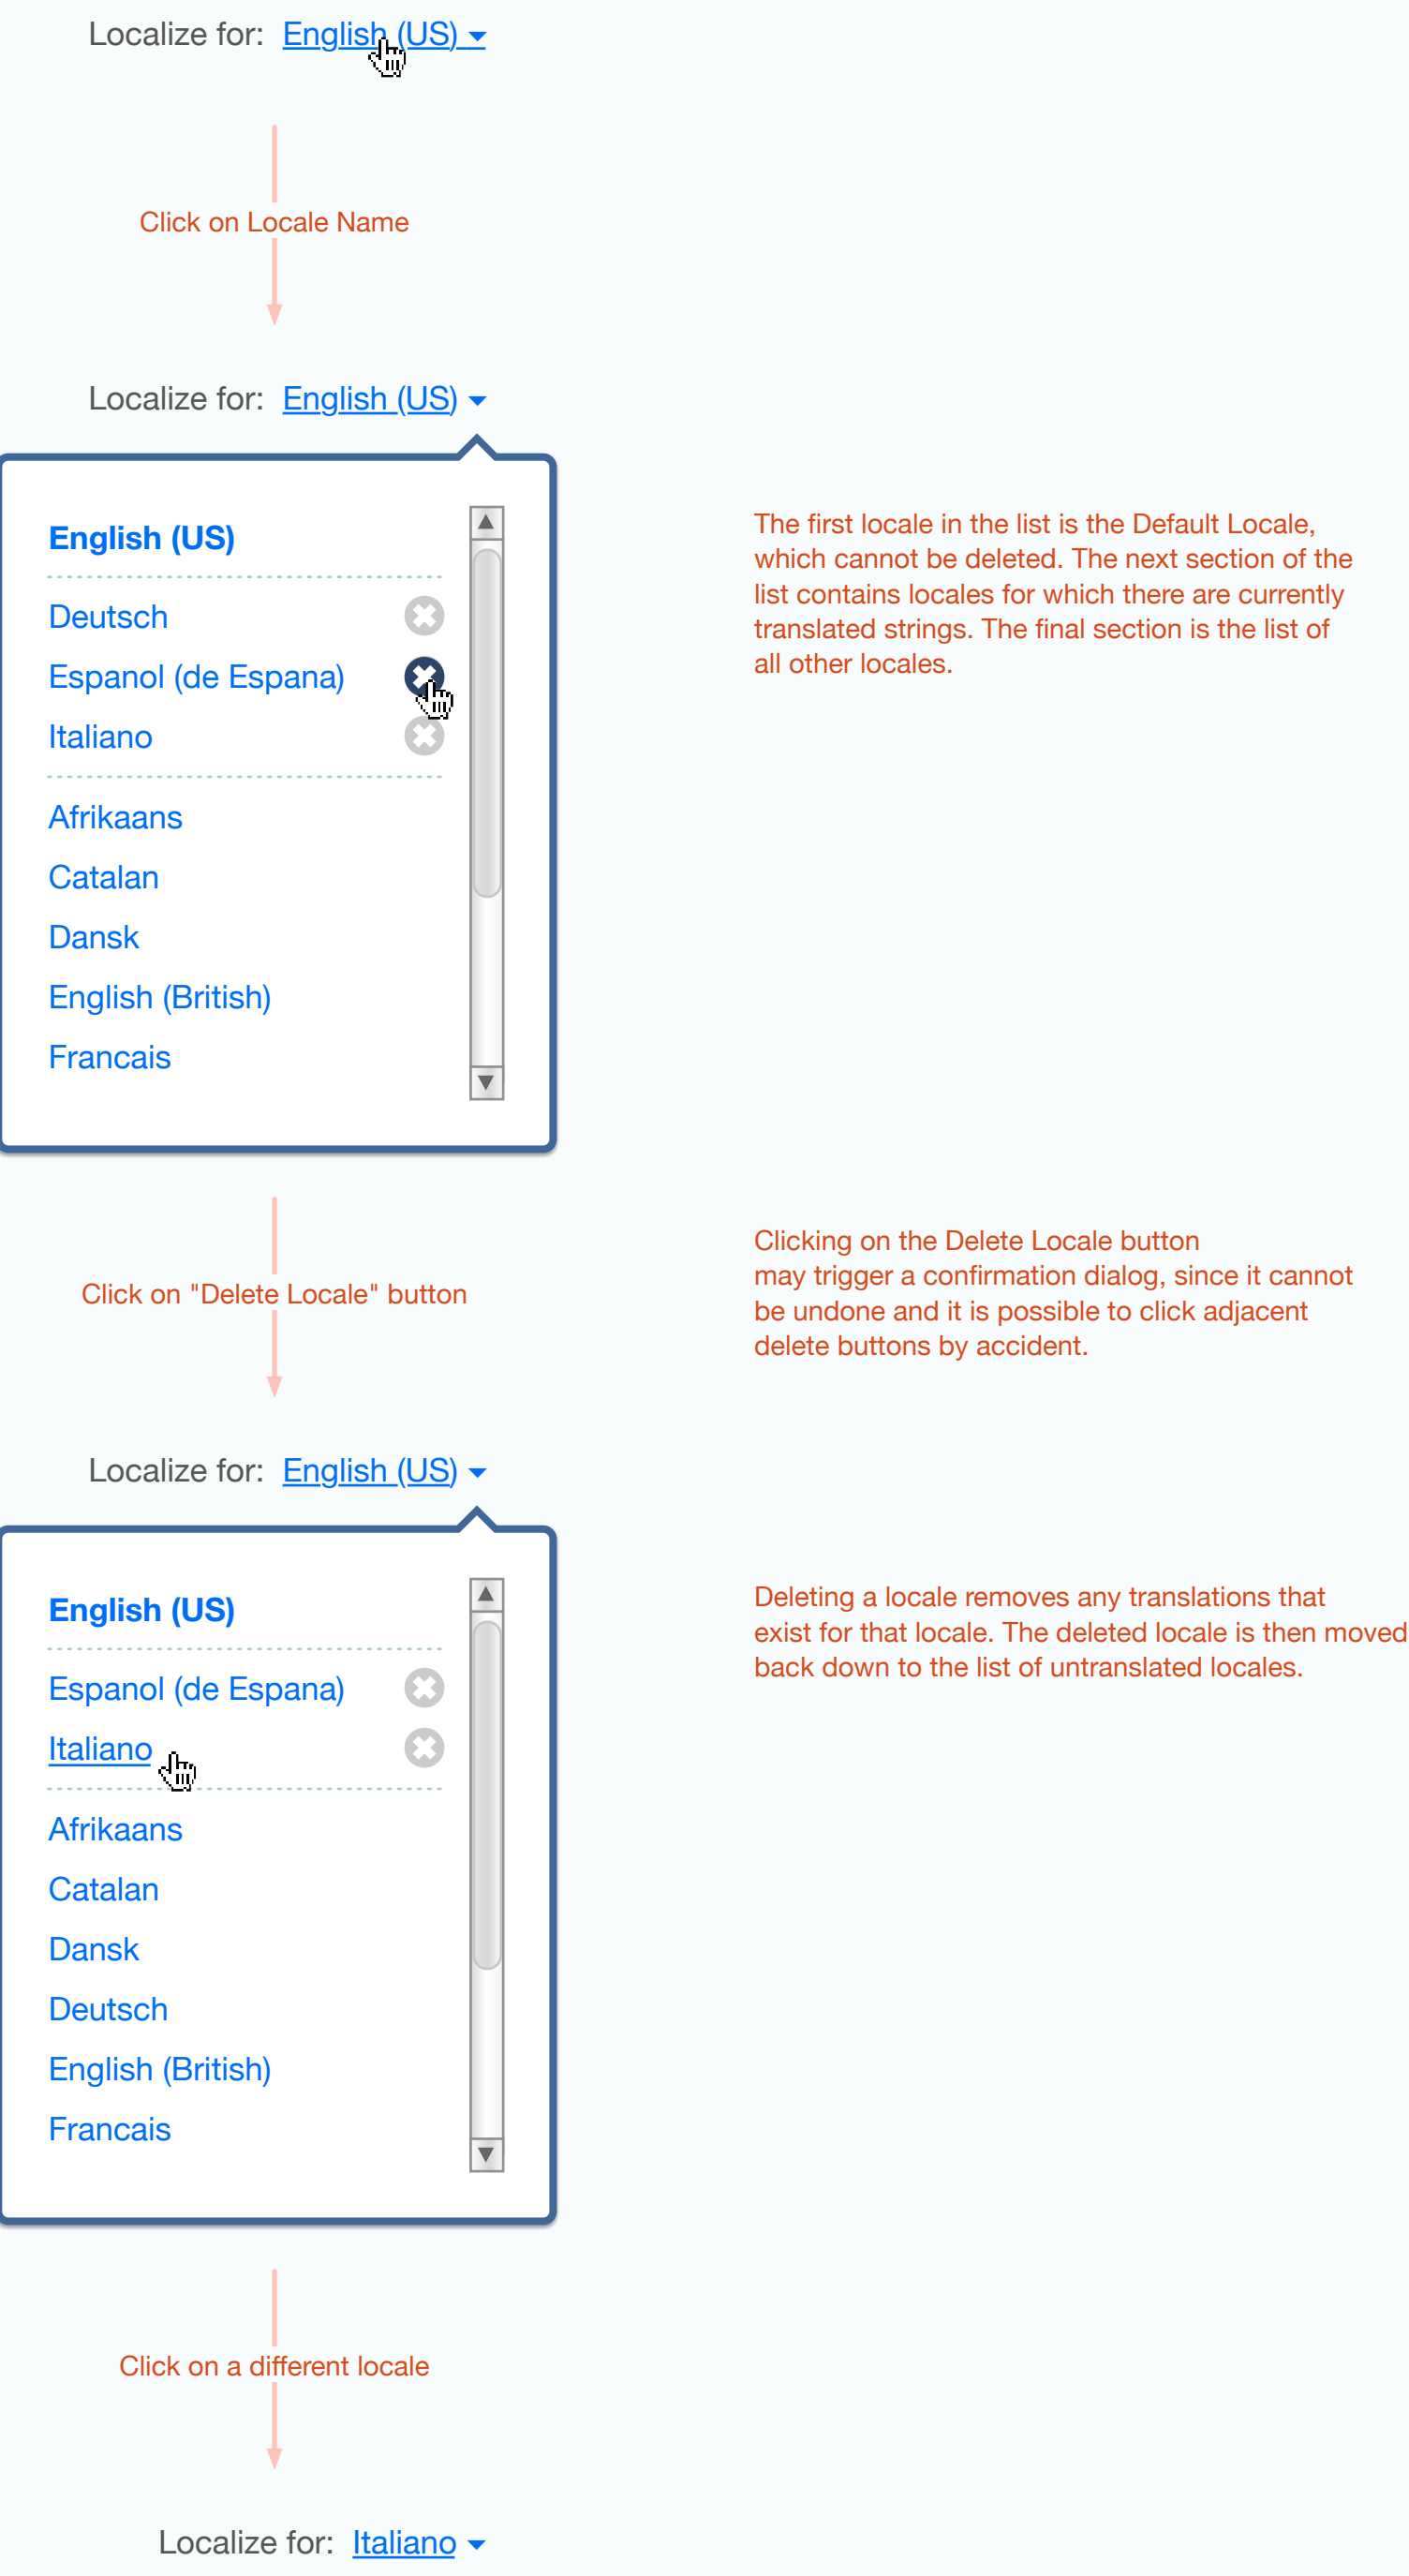 Localize for: English (US)
Click on Locale Name
Localize for: English (US)
English (US)
Deutsch
Espanol (de Espana)
Italiano
Afrikaans
Catalan
Dansk
English (British)
Francais
The first locale in the list is the Default Locale,
which cannot be deleted. The next section of the
list contains locales for which there are currently
translated strings. The final section is the list of
all other locales.
Click on "Delete Locale" button
Clicking on the Delete Locale button
may trigger a confirmation dialog, since it cannot
be undone and it is possible to click adjacent
delete buttons by accident.
Localize for: English (US)
English (US)
Espanol (de Espana)
Italiano
Afrikaans
Catalan
Dansk
Deutsch
English (British)
Francais
Deleting a locale removes any translations that
exist for that locale. The deleted locale is then moved
back down to the list of untranslated locales.
Click on a different locale
Localize for: Italiano